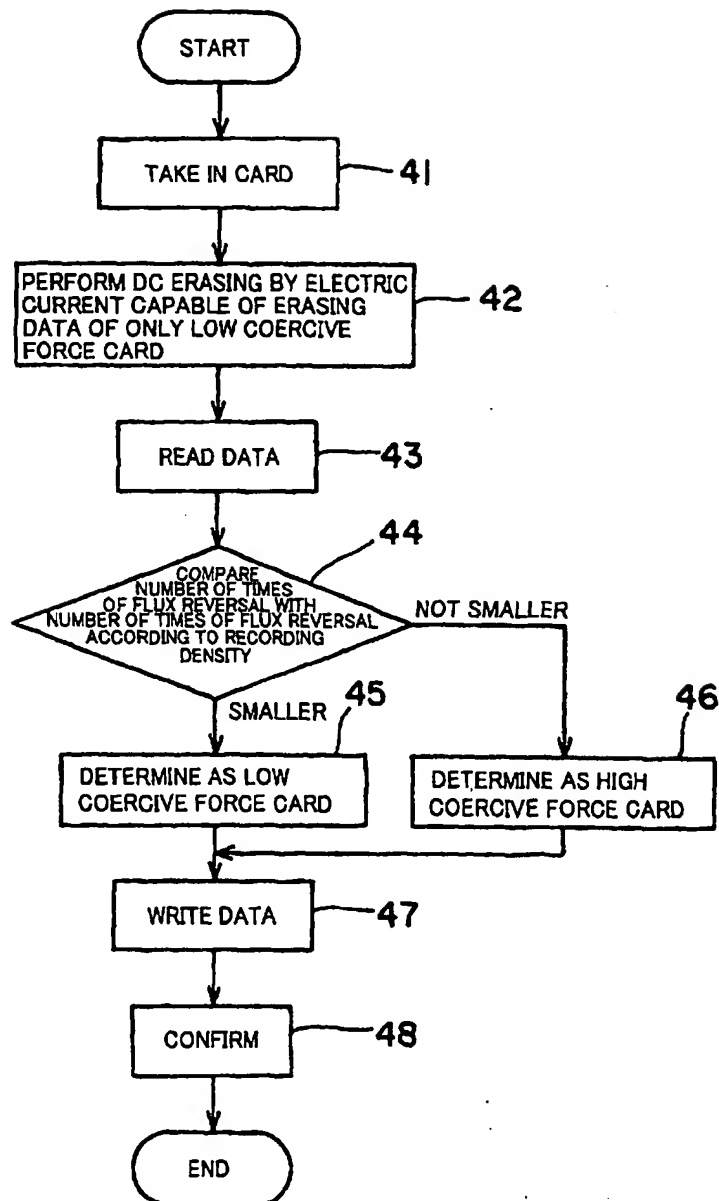 START
TAKE IN CARD
41
PERFORM DC ERASING BY ELECTRIC
CURRENT CAPABLE OF ERASING
DATA OF ONLY LOW COERCIVE
FORCE CARD
42
READ DATA
43
44
COMPARE
NUMBER OF TIMES
OF FLUX REVERSAL WITH
NUMBER OF TIMES OF FLUX REVERSAL
ACCORDING TO RECORDING
DENSITY
NOT SMALLER
SMALLER
45
DETERMINE AS LOW
COERCIVE FORCE CARD
46
DETERMINE AS HIGH
COERCIVE FORCE CARD
WRITE DATA
47
CONFIRM
48
END